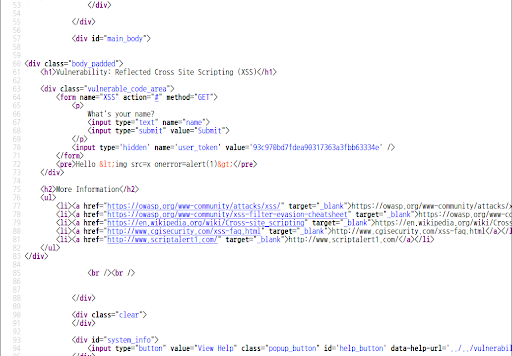 53 </div>
54
55 </div>
56
57 <div id="main_body">
58
59
60 <div class="body_padded">
61 <h1>Vulnerability: Reflected Cross Site Scripting (XSS)</h1>
62
63 <div class="vulnerable_code_area">
64 <form name="XSS" action="#" method="GET">
65 <p>
66 What's your name?
67 <input type="text" name="name">
68 <input type="submit" value="Submit">
69 </p>
70 <input type='hidden' name='user_token' value='93c970bd7fdea90317363a3fbb63334e' />
71 </form>
72 <pre>Hello &lt;img src=x onerror=alert(1)&gt;</pre>
73 </div>
74
75 <h2>More Information</h2>
76 <ul>
77 <li><a href="https://owasp.org/www-community/attacks/xss/" target="_blank">https://owasp.org/www-community/attacks/x
78 <li><a href="https://owasp.org/www-community/xss-filter-evasion-cheatsheet" target="_blank">https://owasp.org/www-com
79 <li><a href="https://en.wikipedia.org/wiki/Cross-site_scripting" target="_blank">https://en.wikipedia.org/wiki/Cross-
80 <li><a href="http://www.cgisecurity.com/xss-faq.html" target="_blank">http://www.cgisecurity.com/xss-faq.html</a></l
81 <li><a href="http://www.scriptalert1.com/" target="_blank">http://www.scriptalert1.com/</a></li>
82 </ul>
83 </div>
84
85 <br /><br />
86
87
88 </div>
89
90 <div class="clear">
91 </div>
92
93 <div id="system_info">
94 <input type="button" value="View Help" class="popup_button" id='help_button' data-help-url='../../vulnerabil